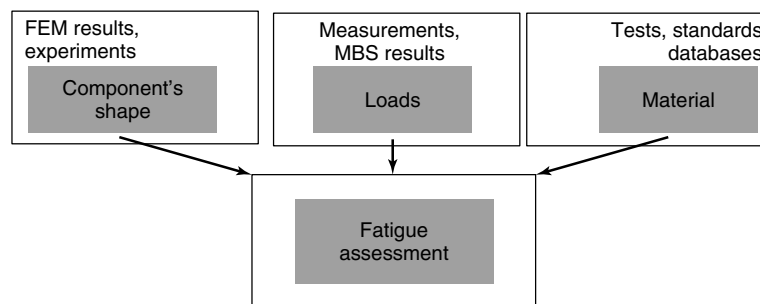 FEM results,
experiments
Component's
shape
Measurements,
MBS results
Loads
Tests, standards
databases
Material
Fatigue
assessment